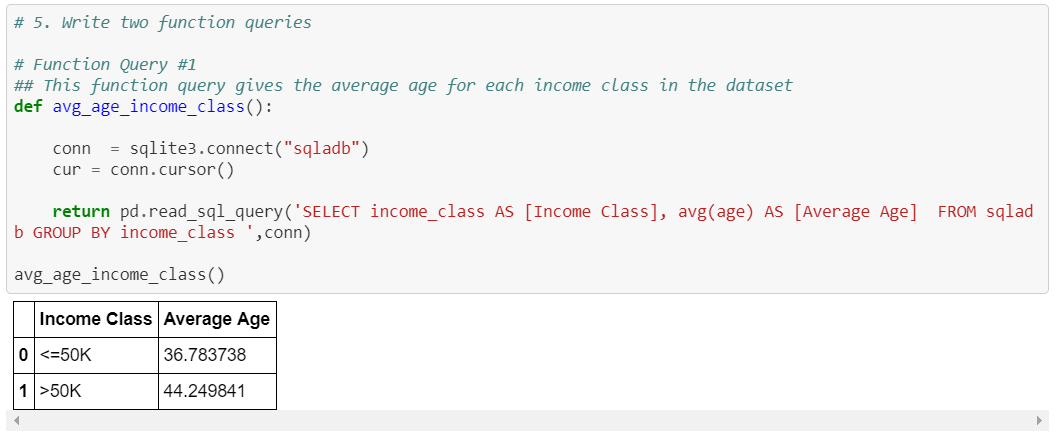 # 5. Write two function queries
# Function Query #1
## This function query gives the average age for each income class in the dataset
def avg_age_income_class():
    conn  = sqlite3.connect("sqladb")
    cur = conn.cursor()
    return pd.read_sql_query('SELECT income_class AS [Income Class], avg(age) AS [Average Age]  FROM sqlad
b GROUP BY income_class ',conn)
avg_age_income_class()
Income Class Average Age
0 <=50K 36.783738
1 >50K 44.249841